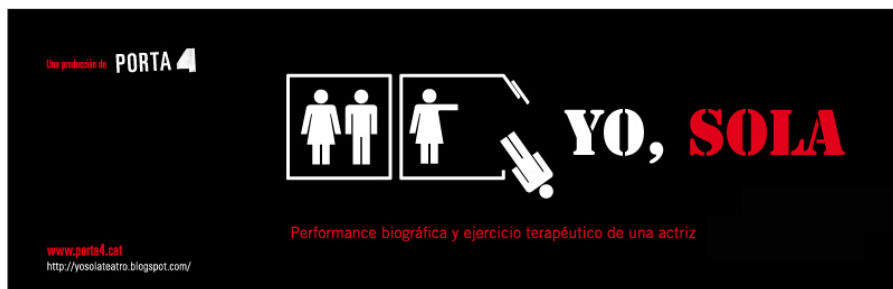 Una producción de PORTA 4
YO, SOLA
Performance biográfica y ejercicio terapéutico de una actriz
www.porta4.cat
http://yosolateatro.blogspot.com/